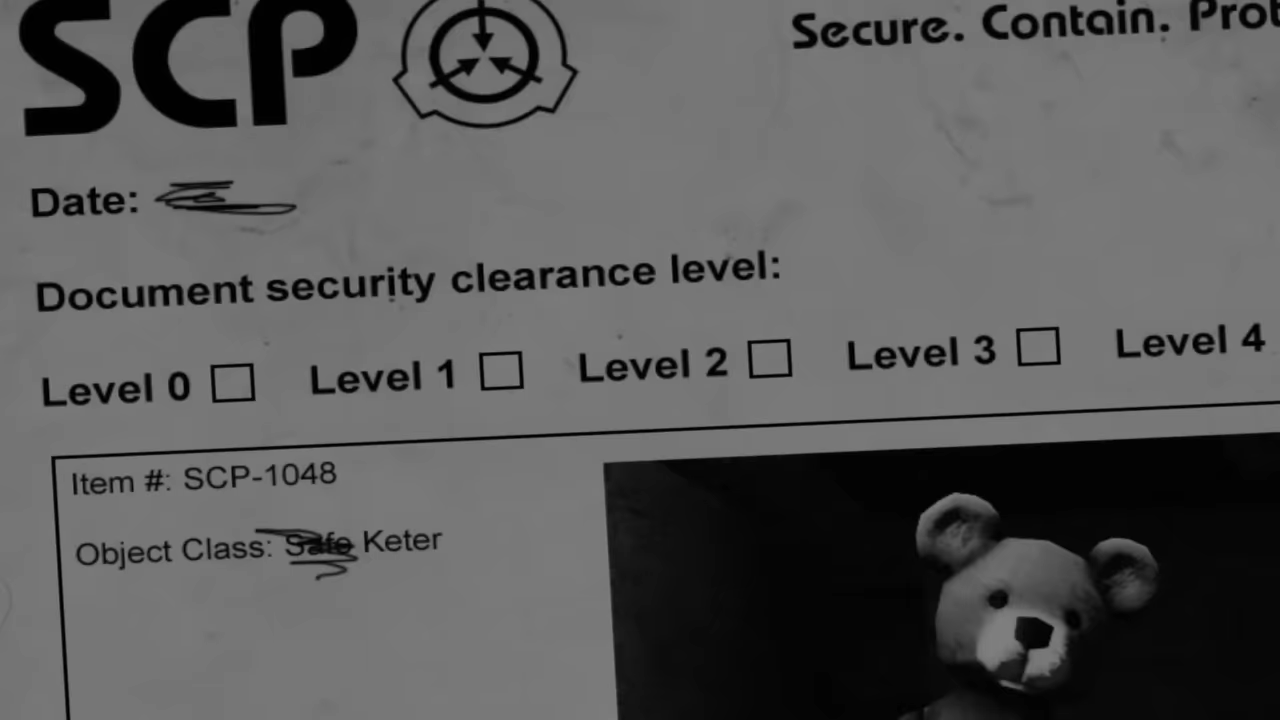 SCP
Secure. Contain. Prot
Date:
Document security clearance level:
Level 0 Level 1 Level 2 Level 3 Level 4
Item #: SCP-1048
Object Class: Safe Keter